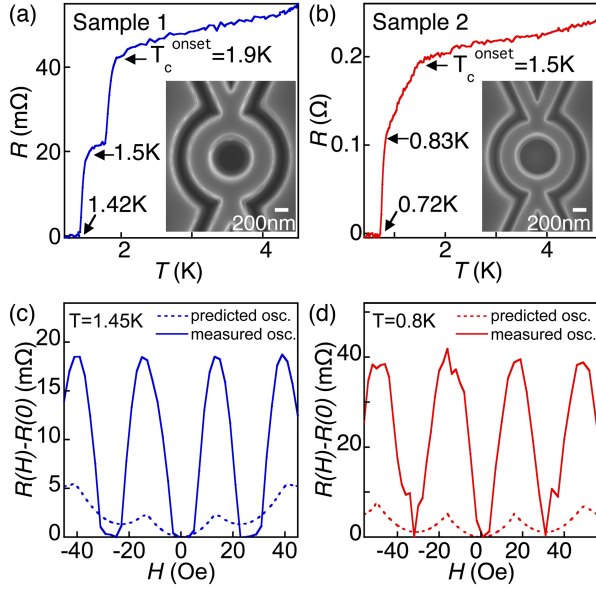 (a) Sample 1
T_c^onset=1.9K
1.5K
1.42K
200nm
40
20
0
R (mΩ)
2 4
T (K)
(b) Sample 2
T_c^onset=1.5K
0.83K
0.72K
200nm
0.2
0.1
0
R (Ω)
2 4
T (K)
(c) T=1.45K
predicted osc.
measured osc.
20
15
10
5
0
R(H)-R(0) (mΩ)
-40 -20 0 20 40
H (Oe)
(d) T=0.8K
predicted osc.
measured osc.
40
20
0
R(H)-R(0) (mΩ)
-40 -20 0 20 40
H (Oe)